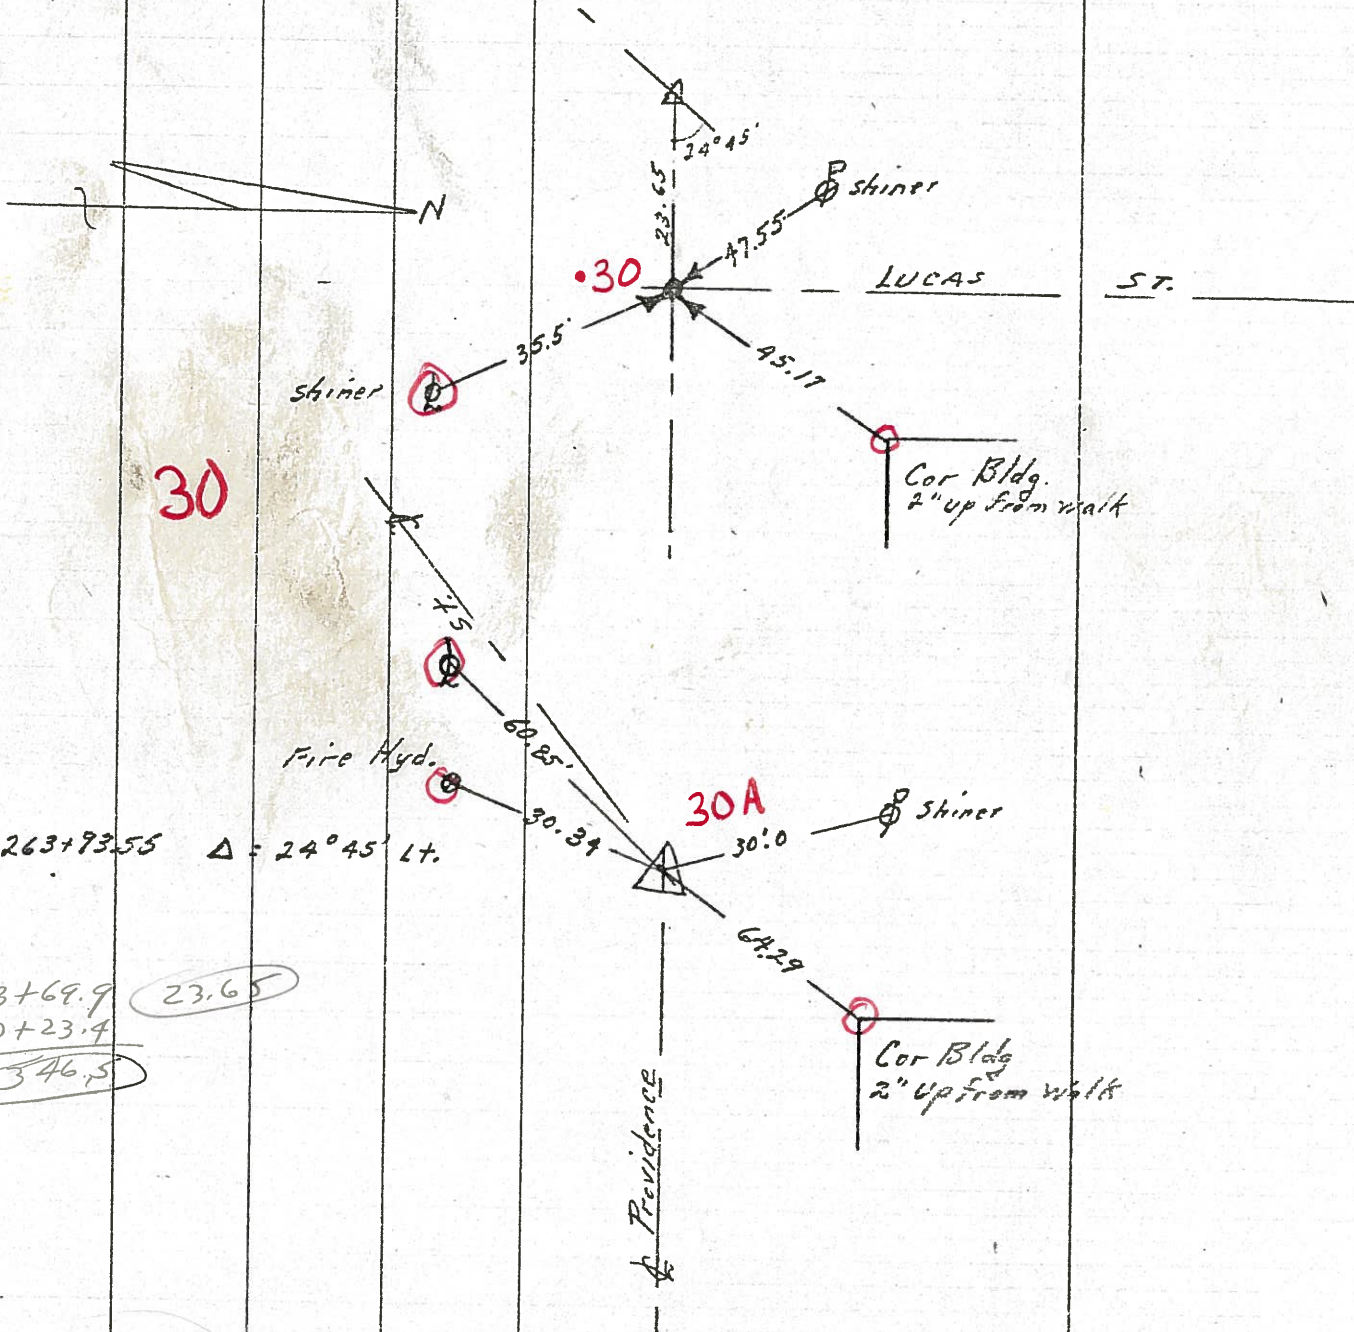 24°45'
23.65
shiner
47.55
N
•30
LUCAS ST.
35.5'
45.17
shiner
Cor Bldg.
2" up from walk
30
St.
60.85
Fire Hyd.
30A
shiner
30.34
30'.0
263+93.55 Δ = 24°45' Lt.
64.29
3+69.9 23.65
0+23.4
346.5
Cor Bldg
2" up from walk
Providence